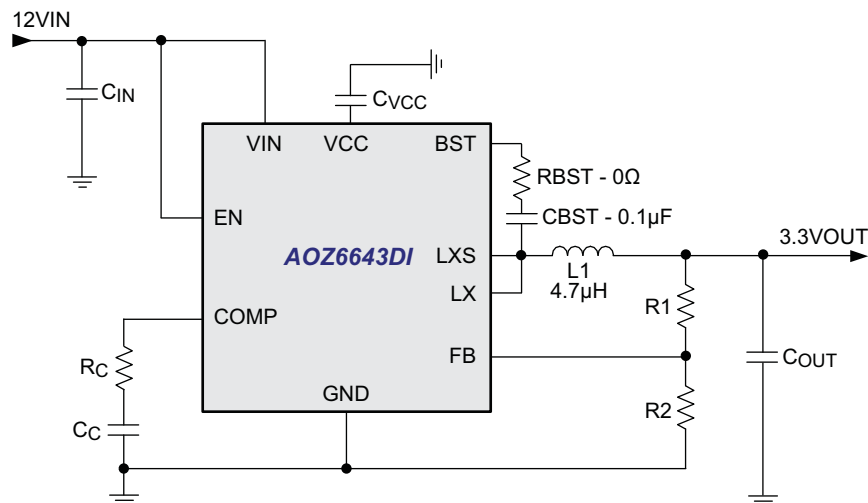 12VIN
CIN
CVCC
VIN
VCC
BST
RBST - 0Ω
CBST - 0.1µF
EN
AOZ6643DI
LXS
3.3VOUT
L1
4.7µH
LX
R1
COMP
FB
RC
COUT
GND
R2
CC